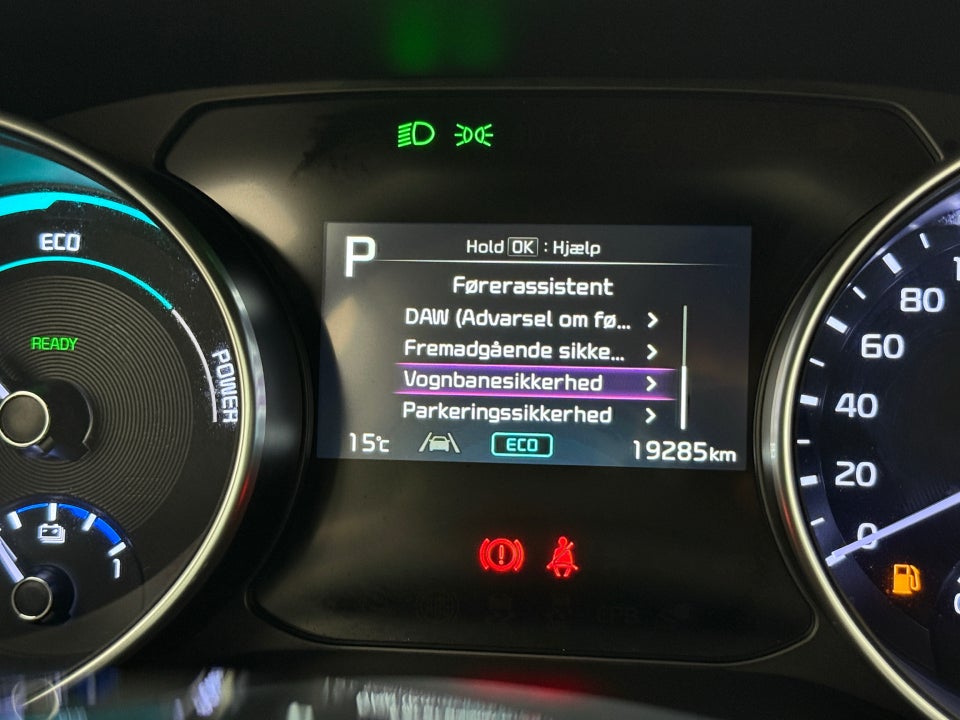 ECO
READY
POWER
1
P
Hold OK : Hjælp
Førerassistent
DAW (Advarsel om fø...
Fremadgående sikke...
Vognbanesikkerhed
Parkeringssikkerhed
15°C
ECO
19285km
80
60
40
20
0